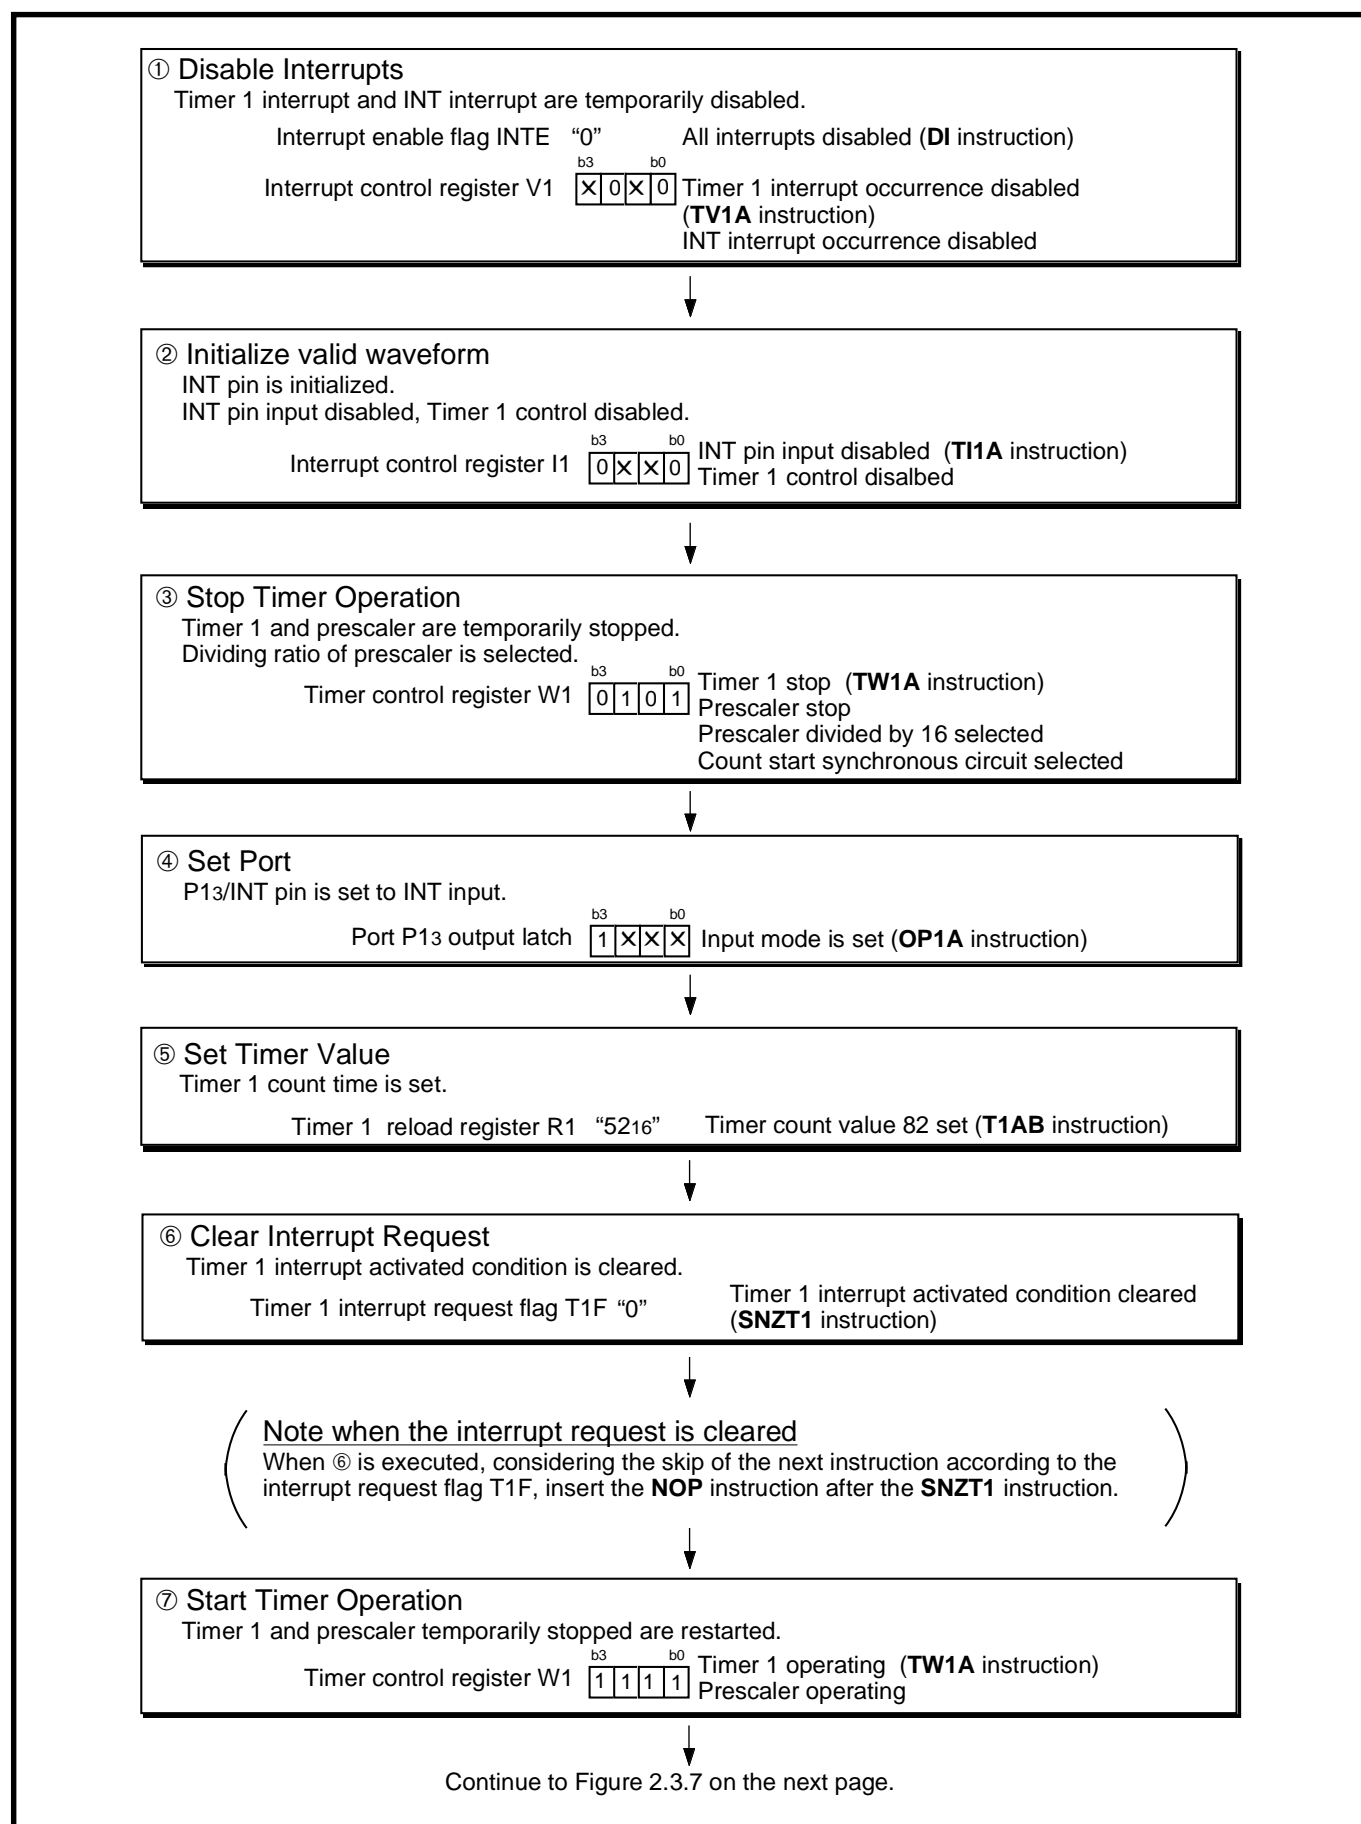 ① Disable Interrupts
Timer 1 interrupt and INT interrupt are temporarily disabled.
Interrupt enable flag INTE “0” All interrupts disabled (DI instruction)
b3 b0
Interrupt control register V1 ×0×0 Timer 1 interrupt occurrence disabled
(TV1A instruction)
INT interrupt occurrence disabled
② Initialize valid waveform
INT pin is initialized.
INT pin input disabled, Timer 1 control disabled.
b3 b0
Interrupt control register I1 0××0 INT pin input disabled (TI1A instruction)
Timer 1 control disalbed
③ Stop Timer Operation
Timer 1 and prescaler are temporarily stopped.
Dividing ratio of prescaler is selected.
b3 b0
Timer control register W1 0101 Timer 1 stop (TW1A instruction)
Prescaler stop
Prescaler divided by 16 selected
Count start synchronous circuit selected
④ Set Port
P13/INT pin is set to INT input.
b3 b0
Port P13 output latch 1××× Input mode is set (OP1A instruction)
⑤ Set Timer Value
Timer 1 count time is set.
Timer 1 reload register R1 “5216” Timer count value 82 set (T1AB instruction)
⑥ Clear Interrupt Request
Timer 1 interrupt activated condition is cleared.
Timer 1 interrupt request flag T1F “0” Timer 1 interrupt activated condition cleared
(SNZT1 instruction)
Note when the interrupt request is cleared
When ⑥ is executed, considering the skip of the next instruction according to the
interrupt request flag T1F, insert the NOP instruction after the SNZT1 instruction.
⑦ Start Timer Operation
Timer 1 and prescaler temporarily stopped are restarted.
b3 b0
Timer control register W1 1111 Timer 1 operating (TW1A instruction)
Prescaler operating
Continue to Figure 2.3.7 on the next page.